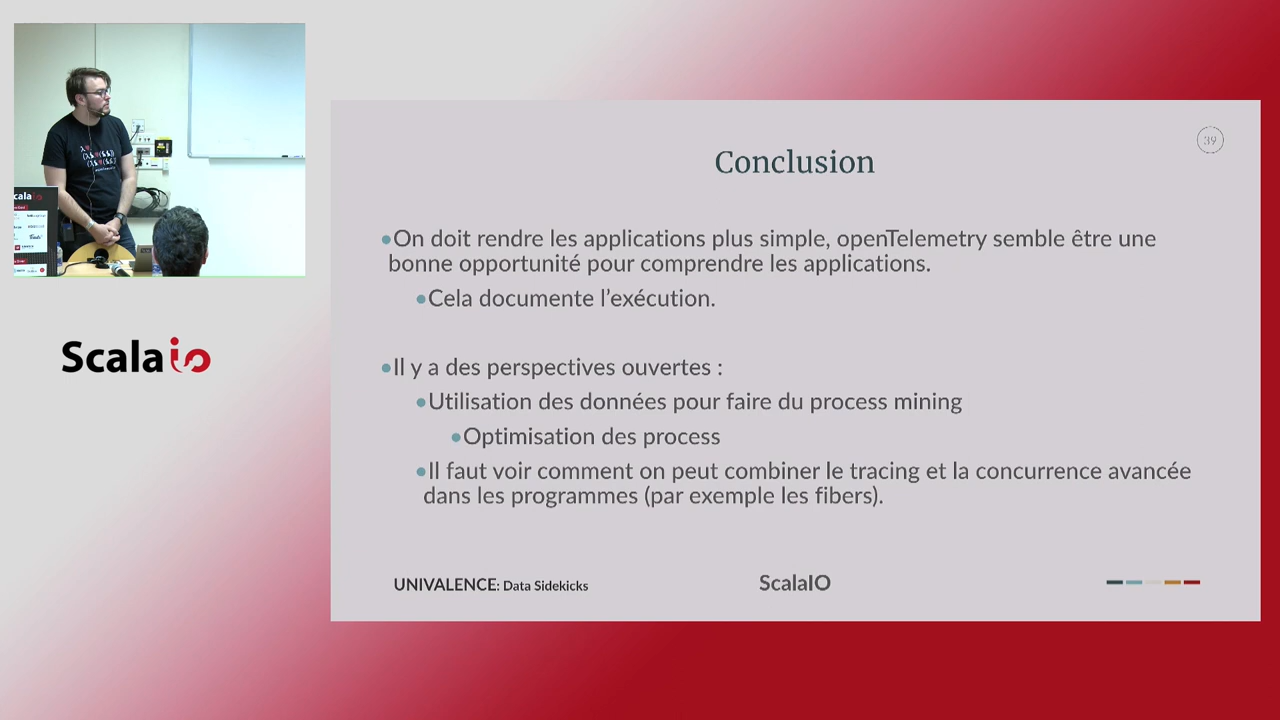 Scala
39
Conclusion
•On doit rendre les applications plus simple, openTelemetry semble être une
bonne opportunité pour comprendre les applications.
•Cela documente l’exécution.
•Il y a des perspectives ouvertes :
•Utilisation des données pour faire du process mining
•Optimisation des process
•Il faut voir comment on peut combiner le tracing et la concurrence avancée
dans les programmes (par exemple les fibers).
Scalaio
UNIVALENCE: Data Sidekicks
ScalaIO